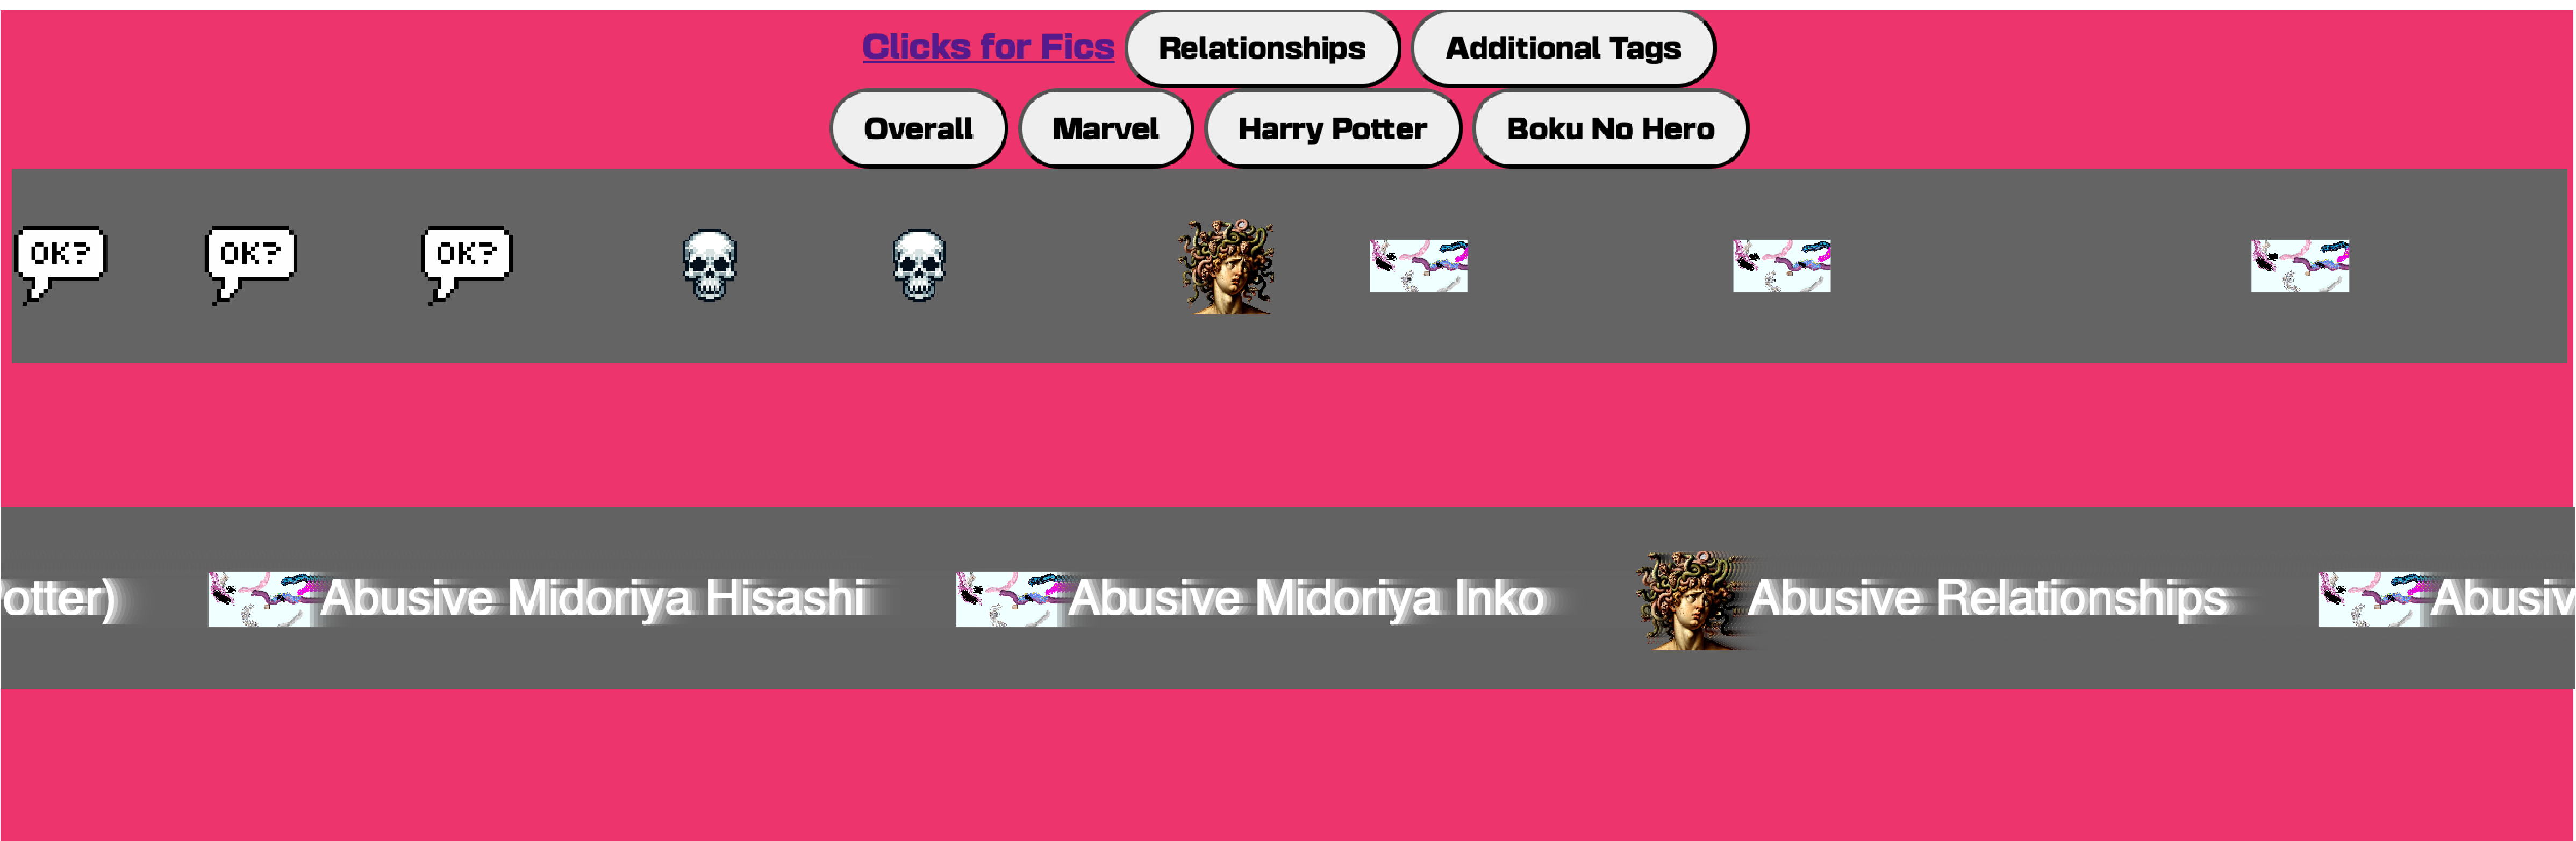 Clicks for Fics Relationships Additional Tags
Overall Marvel Harry Potter Boku No Hero
OK? OK? OK?
otter) Abusive Midoriya Hisashi Abusive Midoriya Inko Abusive Relationships Abusiv